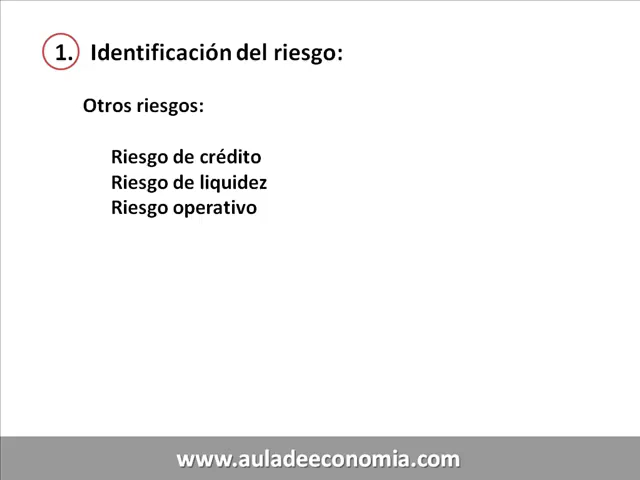 1. Identificación del riesgo:
Otros riesgos:
Riesgo de crédito
Riesgo de liquidez
Riesgo operativo
www.auladeeconomia.com